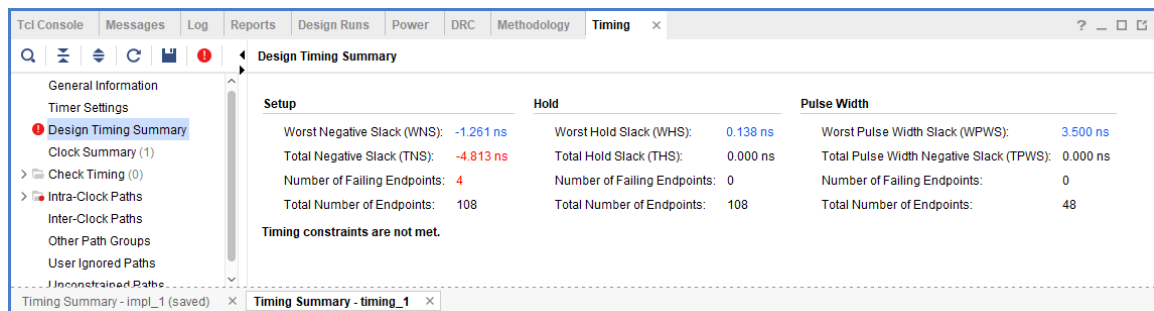 Tcl Console Messages Log Reports Design Runs Power DRC Methodology Timing × ?
Design Timing Summary
General Information
Timer Settings
Design Timing Summary
Clock Summary (1)
> Check Timing (0)
> Intra-Clock Paths
Inter-Clock Paths
Other Path Groups
User Ignored Paths
Unconstrained Paths
Setup Hold Pulse Width
Worst Negative Slack (WNS): -1.261 ns Worst Hold Slack (WHS): 0.138 ns Worst Pulse Width Slack (WPWS): 3.500 ns
Total Negative Slack (TNS): -4.813 ns Total Hold Slack (THS): 0.000 ns Total Pulse Width Negative Slack (TPWS): 0.000 ns
Number of Failing Endpoints: 4 Number of Failing Endpoints: 0 Number of Failing Endpoints: 0
Total Number of Endpoints: 108 Total Number of Endpoints: 108 Total Number of Endpoints: 48
Timing constraints are not met.
Timing Summary - impl_1 (saved) × Timing Summary - timing_1 ×